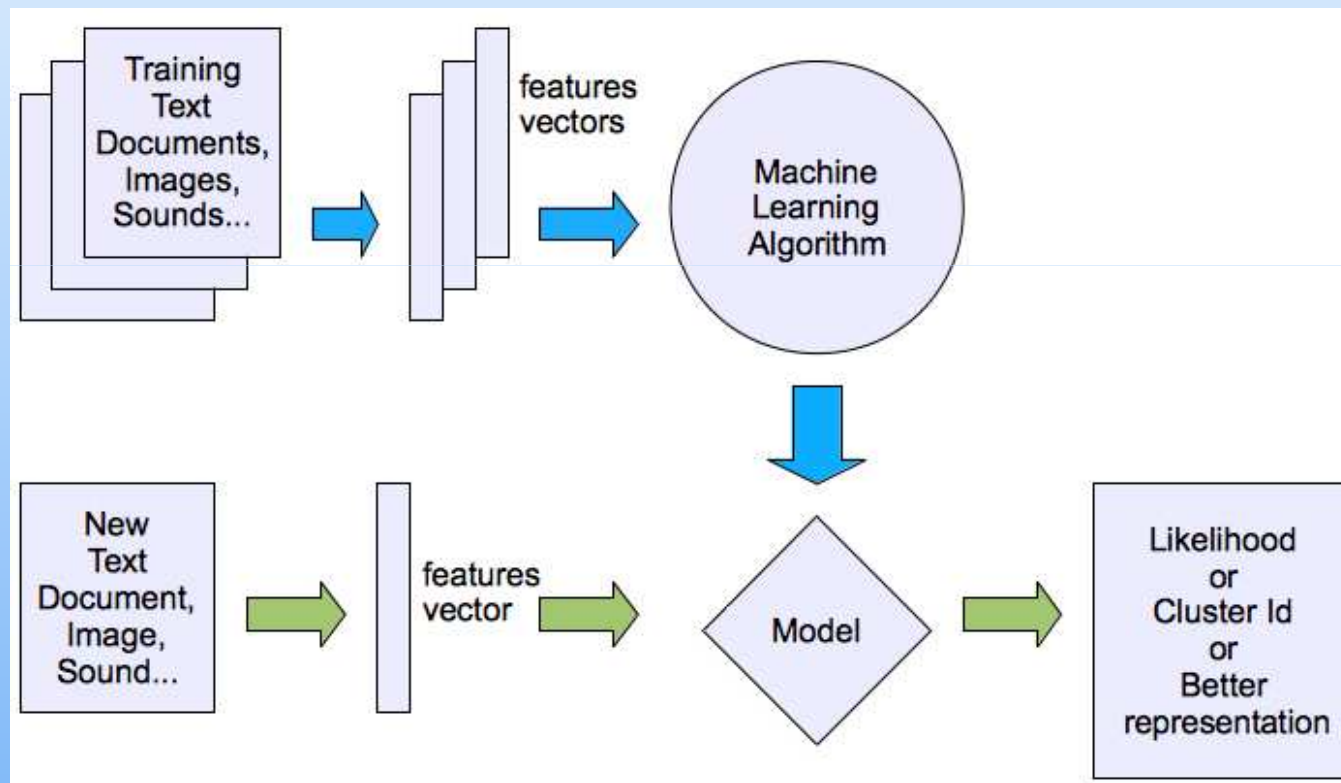 Training
Text
Documents,
Images,
Sounds...
features
vectors
Machine
Learning
Algorithm
New
Text
Document,
Image,
Sound...
features
vector
Model
Likelihood
or
Cluster Id
or
Better
representation